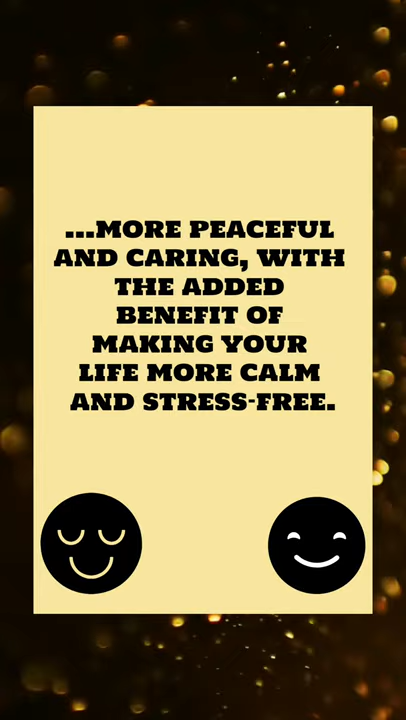 ...MORE PEACEFUL
AND CARING, WITH
THE ADDED
BENEFIT OF
MAKING YOUR
LIFE MORE CALM
AND STRESS-FREE.